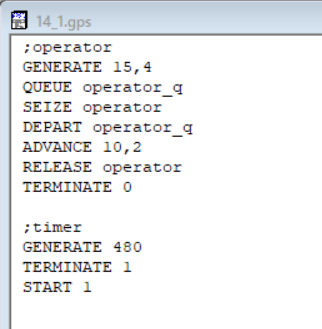 14_1.gps
;operator
GENERATE 15,4
QUEUE operator_q
SEIZE operator
DEPART operator_q
ADVANCE 10,2
RELEASE operator
TERMINATE 0
;timer
GENERATE 480
TERMINATE 1
START 1